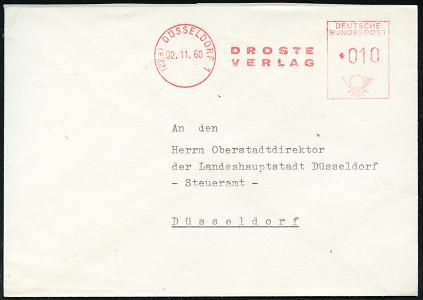 DÜSSELDORF 1
(22a)
02.11.60
DROSTE
VERLAG
DEUTSCHE
BUNDESPOST
010
An den
Herrn Oberstadtdirektor
der Landeshauptstadt Düsseldorf
- Steueramt -
Düsseldorf